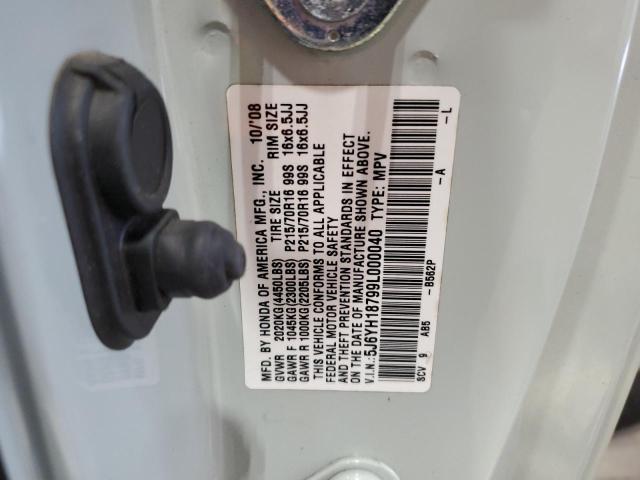 MFD. BY HONDA OF AMERICA MFG., INC. 10/'08
TIRE SIZE RIM SIZE
GVWR 2020KG (4450LBS)
GAWR F 1045KG (2300LBS) P215/70R16 99S 16x6.5JJ
GAWR R 1000KG (2205LBS) P215/70R16 99S 16x6.5JJ
THIS VEHICLE CONFORMS TO ALL APPLICABLE
FEDERAL MOTOR VEHICLE SAFETY
AND THEFT PREVENTION STANDARDS IN EFFECT
ON THE DATE OF MANUFACTURE SHOWN ABOVE.
V.I.N.:5J6YH18799L000040 TYPE: MPV
SCV 9 AB5 -B562P -A -L